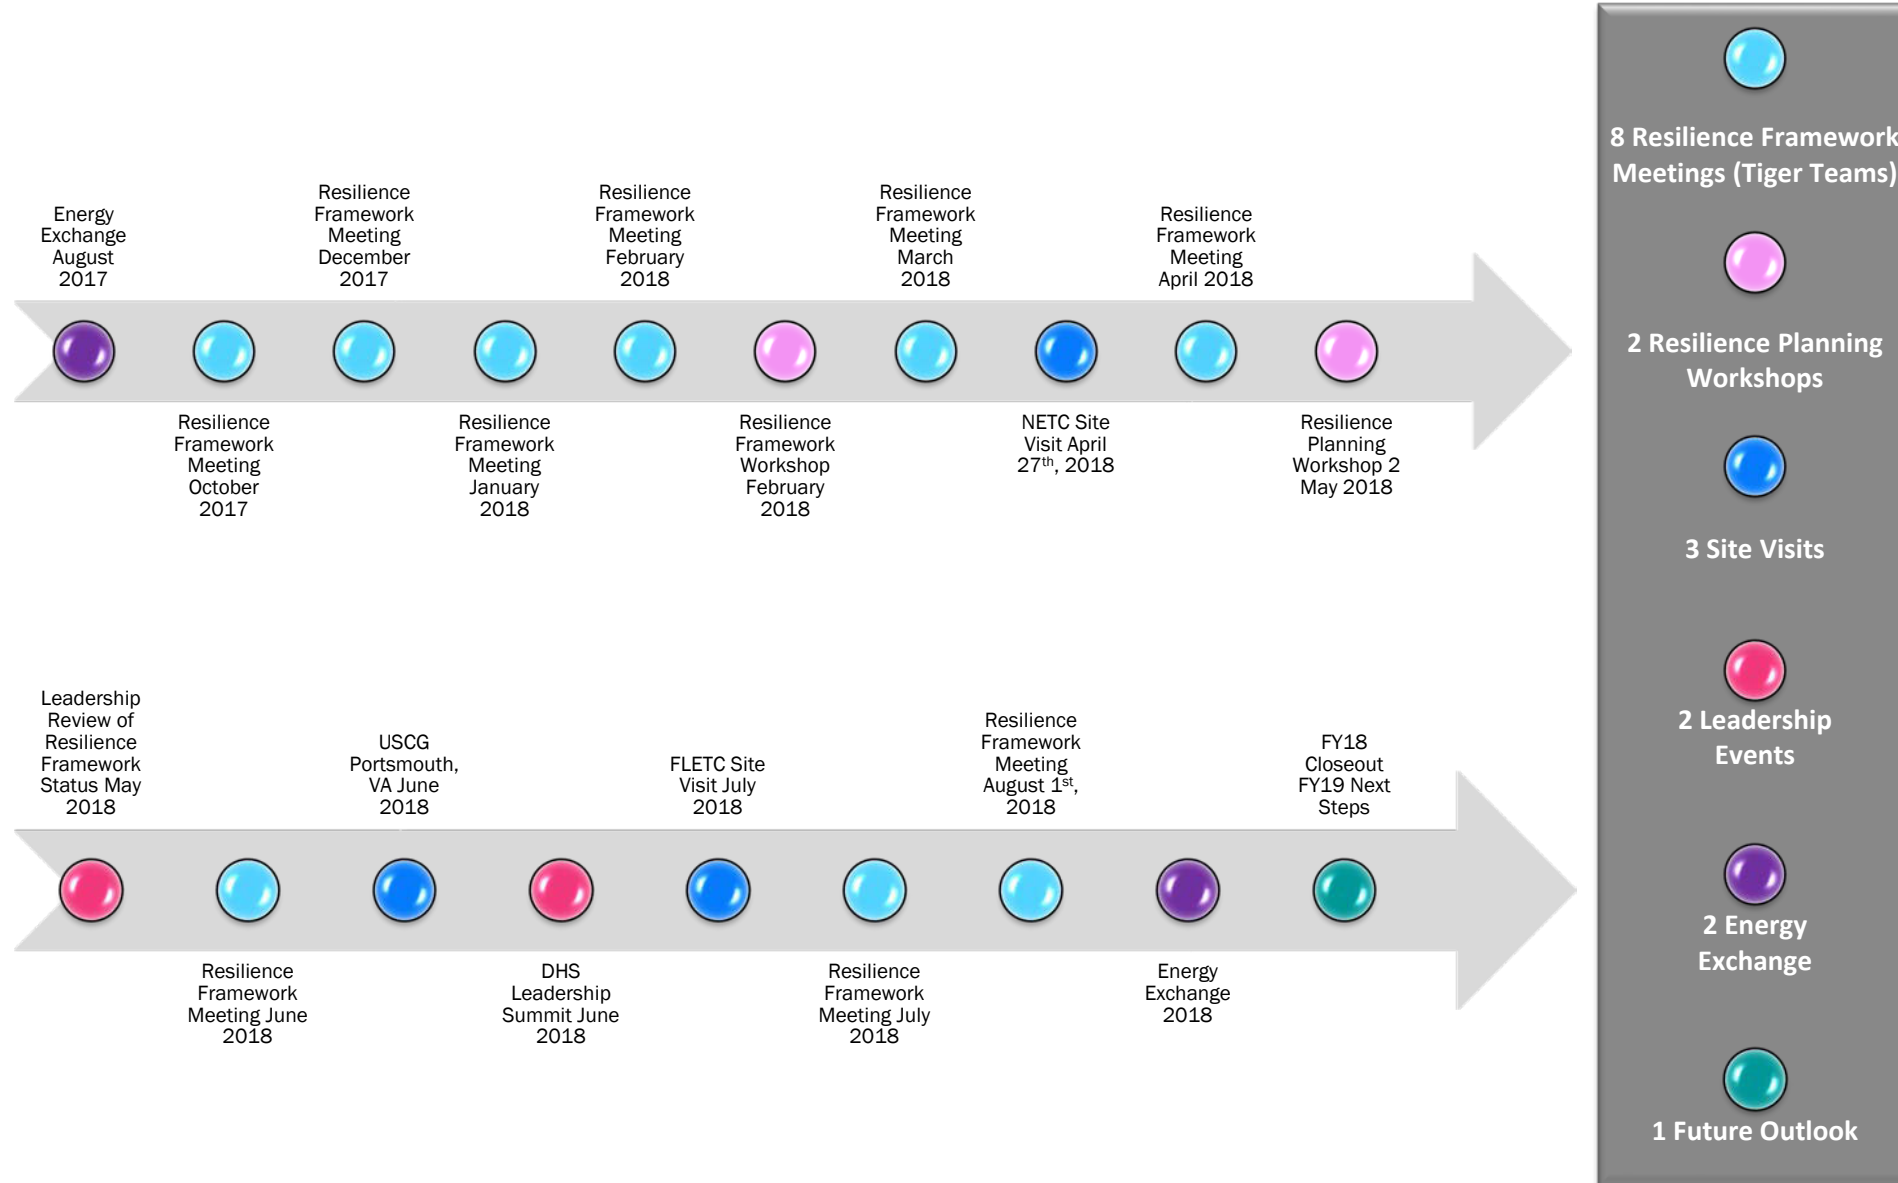 Energy
Exchange
August
2017
Resilience
Framework
Meeting
October
2017
Resilience
Framework
Meeting
December
2017
Resilience
Framework
Meeting
January
2018
Resilience
Framework
Meeting
February
2018
Resilience
Framework
Workshop
February
2018
Resilience
Framework
Meeting
March
2018
NETC Site
Visit April
27th, 2018
Resilience
Framework
Meeting
April 2018
Resilience
Planning
Workshop 2
May 2018
Leadership
Review of
Resilience
Framework
Status May
2018
Resilience
Framework
Meeting June
2018
USCG
Portsmouth,
VA June
2018
DHS
Leadership
Summit June
2018
FLETC Site
Visit July
2018
Resilience
Framework
Meeting July
2018
Resilience
Framework
Meeting
August 1st,
2018
Energy
Exchange
2018
FY18
Closeout
FY19 Next
Steps
8 Resilience Framework
Meetings (Tiger Teams)
2 Resilience Planning
Workshops
3 Site Visits
2 Leadership
Events
2 Energy
Exchange
1 Future Outlook